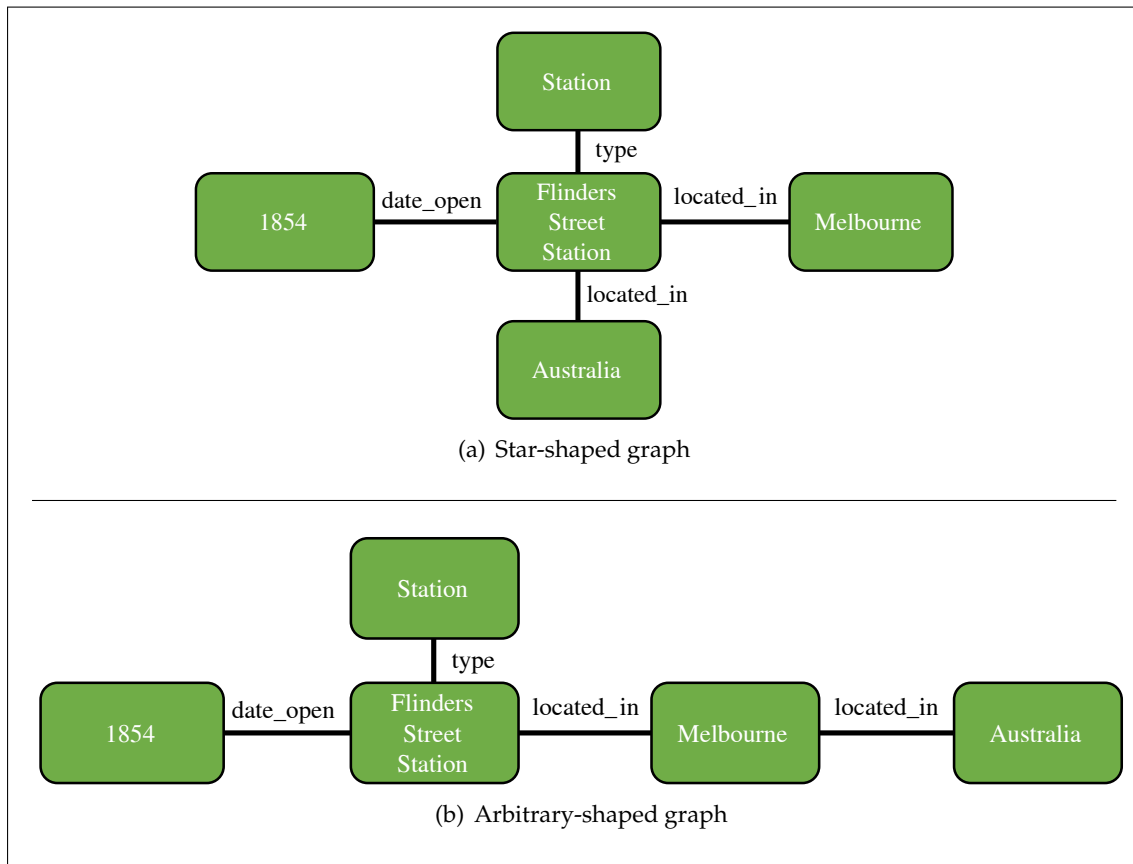 Station
type
date_open
located_in
1854
Flinders
Street
Station
Melbourne
located_in
Australia
(a) Star-shaped graph
Station
type
date_open
located_in
located_in
1854
Flinders
Street
Station
Melbourne
Australia
(b) Arbitrary-shaped graph